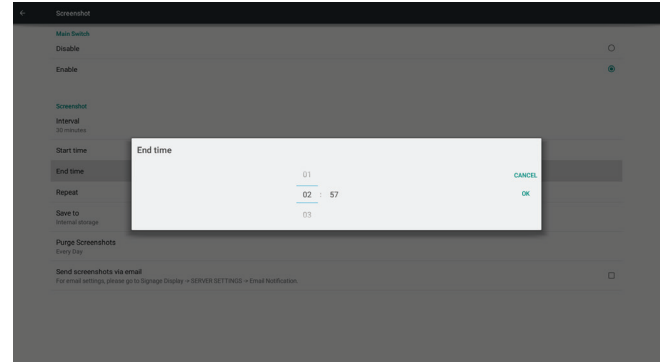 Screenshot
Main Switch
Disable
Enable
Screenshot
Interval
30 minutes
Start time
End time
End time
01
CANCEL
02 : 57
OK
03
Repeat
Save to
Internal storage
Purge Screenshots
Every Day
Send screenshots via email
For email settings, please go to Signage Display -> SERVER SETTINGS -> Email Notification